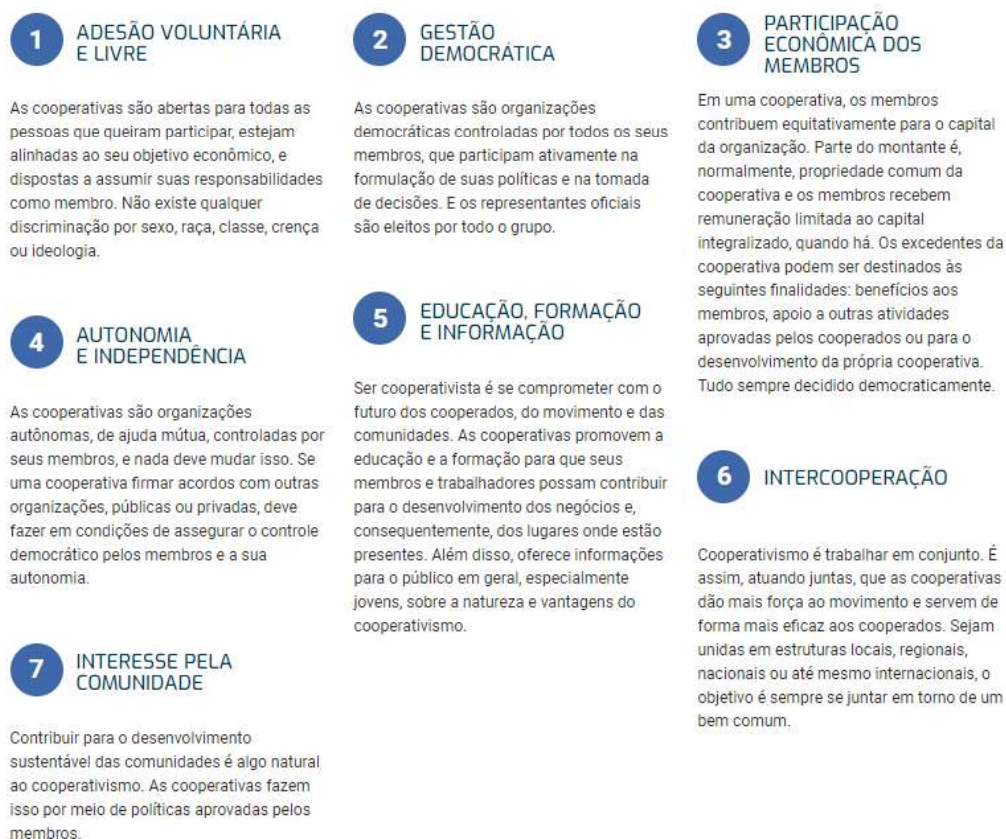 1
ADESÃO VOLUNTÁRIA
E LIVRE
As cooperativas são abertas para todas as
pessoas que queiram participar, estejam
alinhadas ao seu objetivo econômico, e
dispostas a assumir suas responsabilidades
como membro. Não existe qualquer
discriminação por sexo, raça, classe, crença
ou ideologia.
2
GESTÃO
DEMOCRÁTICA
As cooperativas são organizações
democráticas controladas por todos os seus
membros, que participam ativamente na
formulação de suas políticas e na tomada
de decisões. E os representantes oficiais
são eleitos por todo o grupo.
3
PARTICIPAÇÃO
ECONÔMICA DOS
MEMBROS
Em uma cooperativa, os membros
contribuem equitativamente para o capital
da organização. Parte do montante é,
normalmente, propriedade comum da
cooperativa e os membros recebem
remuneração limitada ao capital
integralizado, quando há. Os excedentes da
cooperativa podem ser destinados às
seguintes finalidades: benefícios aos
membros, apoio a outras atividades
aprovadas pelos cooperados ou para o
desenvolvimento da própria cooperativa.
Tudo sempre decidido democraticamente.
4
AUTONOMIA
E INDEPENDÊNCIA
As cooperativas são organizações
autônomas, de ajuda mútua, controladas por
seus membros, e nada deve mudar isso. Se
uma cooperativa firmar acordos com outras
organizações, públicas ou privadas, deve
fazer em condições de assegurar o controle
democrático pelos membros e a sua
autonomia.
5
EDUCAÇÃO, FORMAÇÃO
E INFORMAÇÃO
Ser cooperativista é se comprometer com o
futuro dos cooperados, do movimento e das
comunidades. As cooperativas promovem a
educação e a formação para que seus
membros e trabalhadores possam contribuir
para o desenvolvimento dos negócios e,
consequentemente, dos lugares onde estão
presentes. Além disso, oferece informações
para o público em geral, especialmente
jovens, sobre a natureza e vantagens do
cooperativismo.
6
INTERCOOPERAÇÃO
Cooperativismo é trabalhar em conjunto. É
assim, atuando juntas, que as cooperativas
dão mais força ao movimento e servem de
forma mais eficaz aos cooperados. Sejam
unidas em estruturas locais, regionais,
nacionais ou até mesmo internacionais, o
objetivo é sempre se juntar em torno de um
bem comum.
7
INTERESSE PELA
COMUNIDADE
Contribuir para o desenvolvimento
sustentável das comunidades é algo natural
ao cooperativismo. As cooperativas fazem
isso por meio de políticas aprovadas pelos
membros.